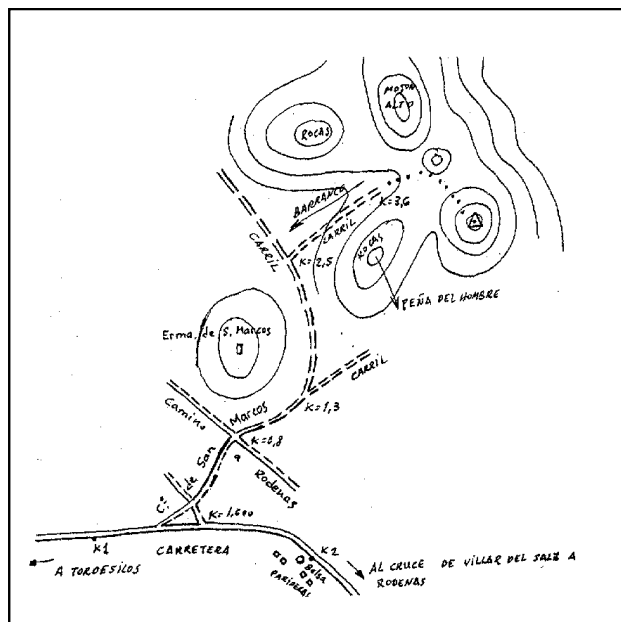 MOJON
ALTO
ROCAS
BARRANCO
K=3,6
CARRIL
CARRIL
K=2,5
ROCAS
PEÑA DEL HOMBRE
Erma. de S. Marcos
CARRIL
K=1,3
Camino
Marcos
K=0,8
a
San
de
Rodenas
Cº
K=1,600
K1
CARRETERA
K2
A TORDESILOS
Balsa
PARIDERAS
AL CRUCE DE VILLAR DEL SALZ A
RODENAS